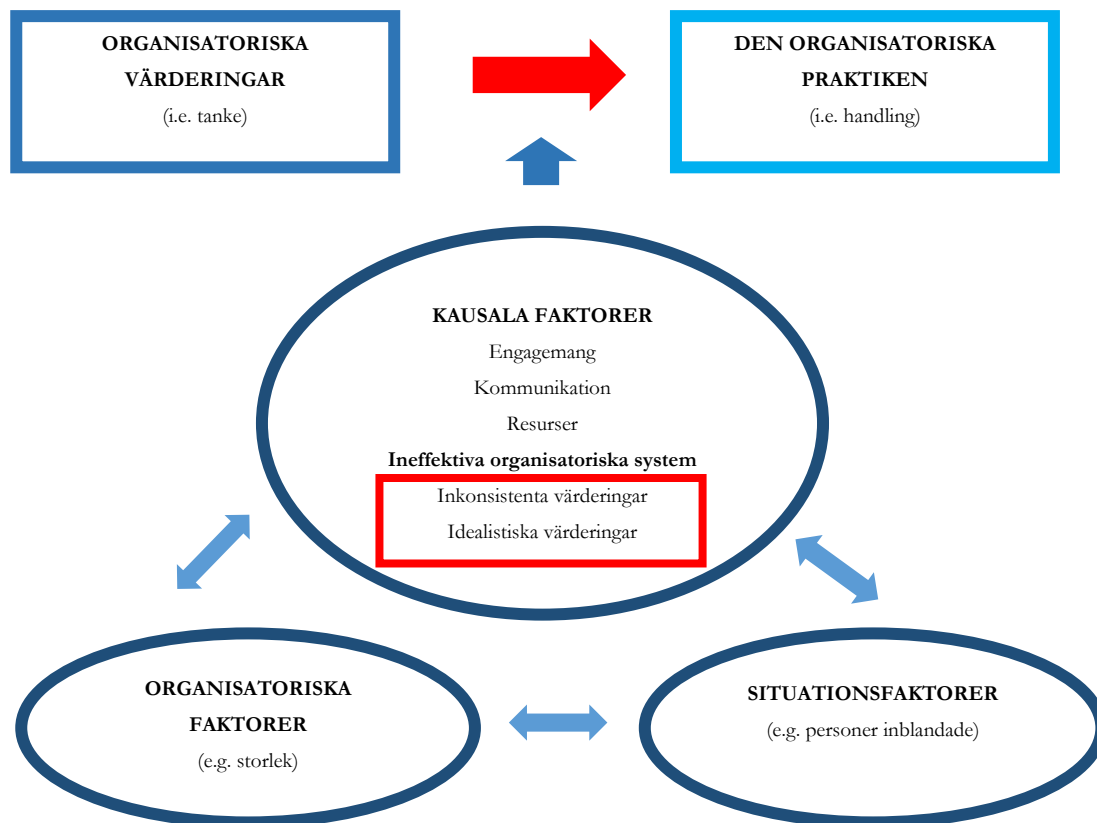 ORGANISATORISKA
VÄRDERINGAR
(i.e. tanke)
DEN ORGANISATORISKA
PRAKTIKEN
(i.e. handling)
KAUSALA FAKTORER
Engagemang
Kommunikation
Resurser
Ineffektiva organisatoriska system
Inkonsistenta värderingar
Idealistiska värderingar
ORGANISATORISKA
FAKTORER
(e.g. storlek)
SITUATIONSFAKTORER
(e.g. personer inblandade)